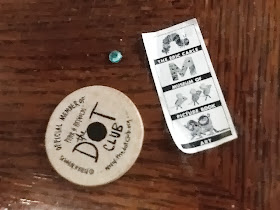 OFFICIAL MEMBER OF
the
DOT
CLUB
THE ERIC CARLE
MUSEUM OF
PICTURE BOOK
ART